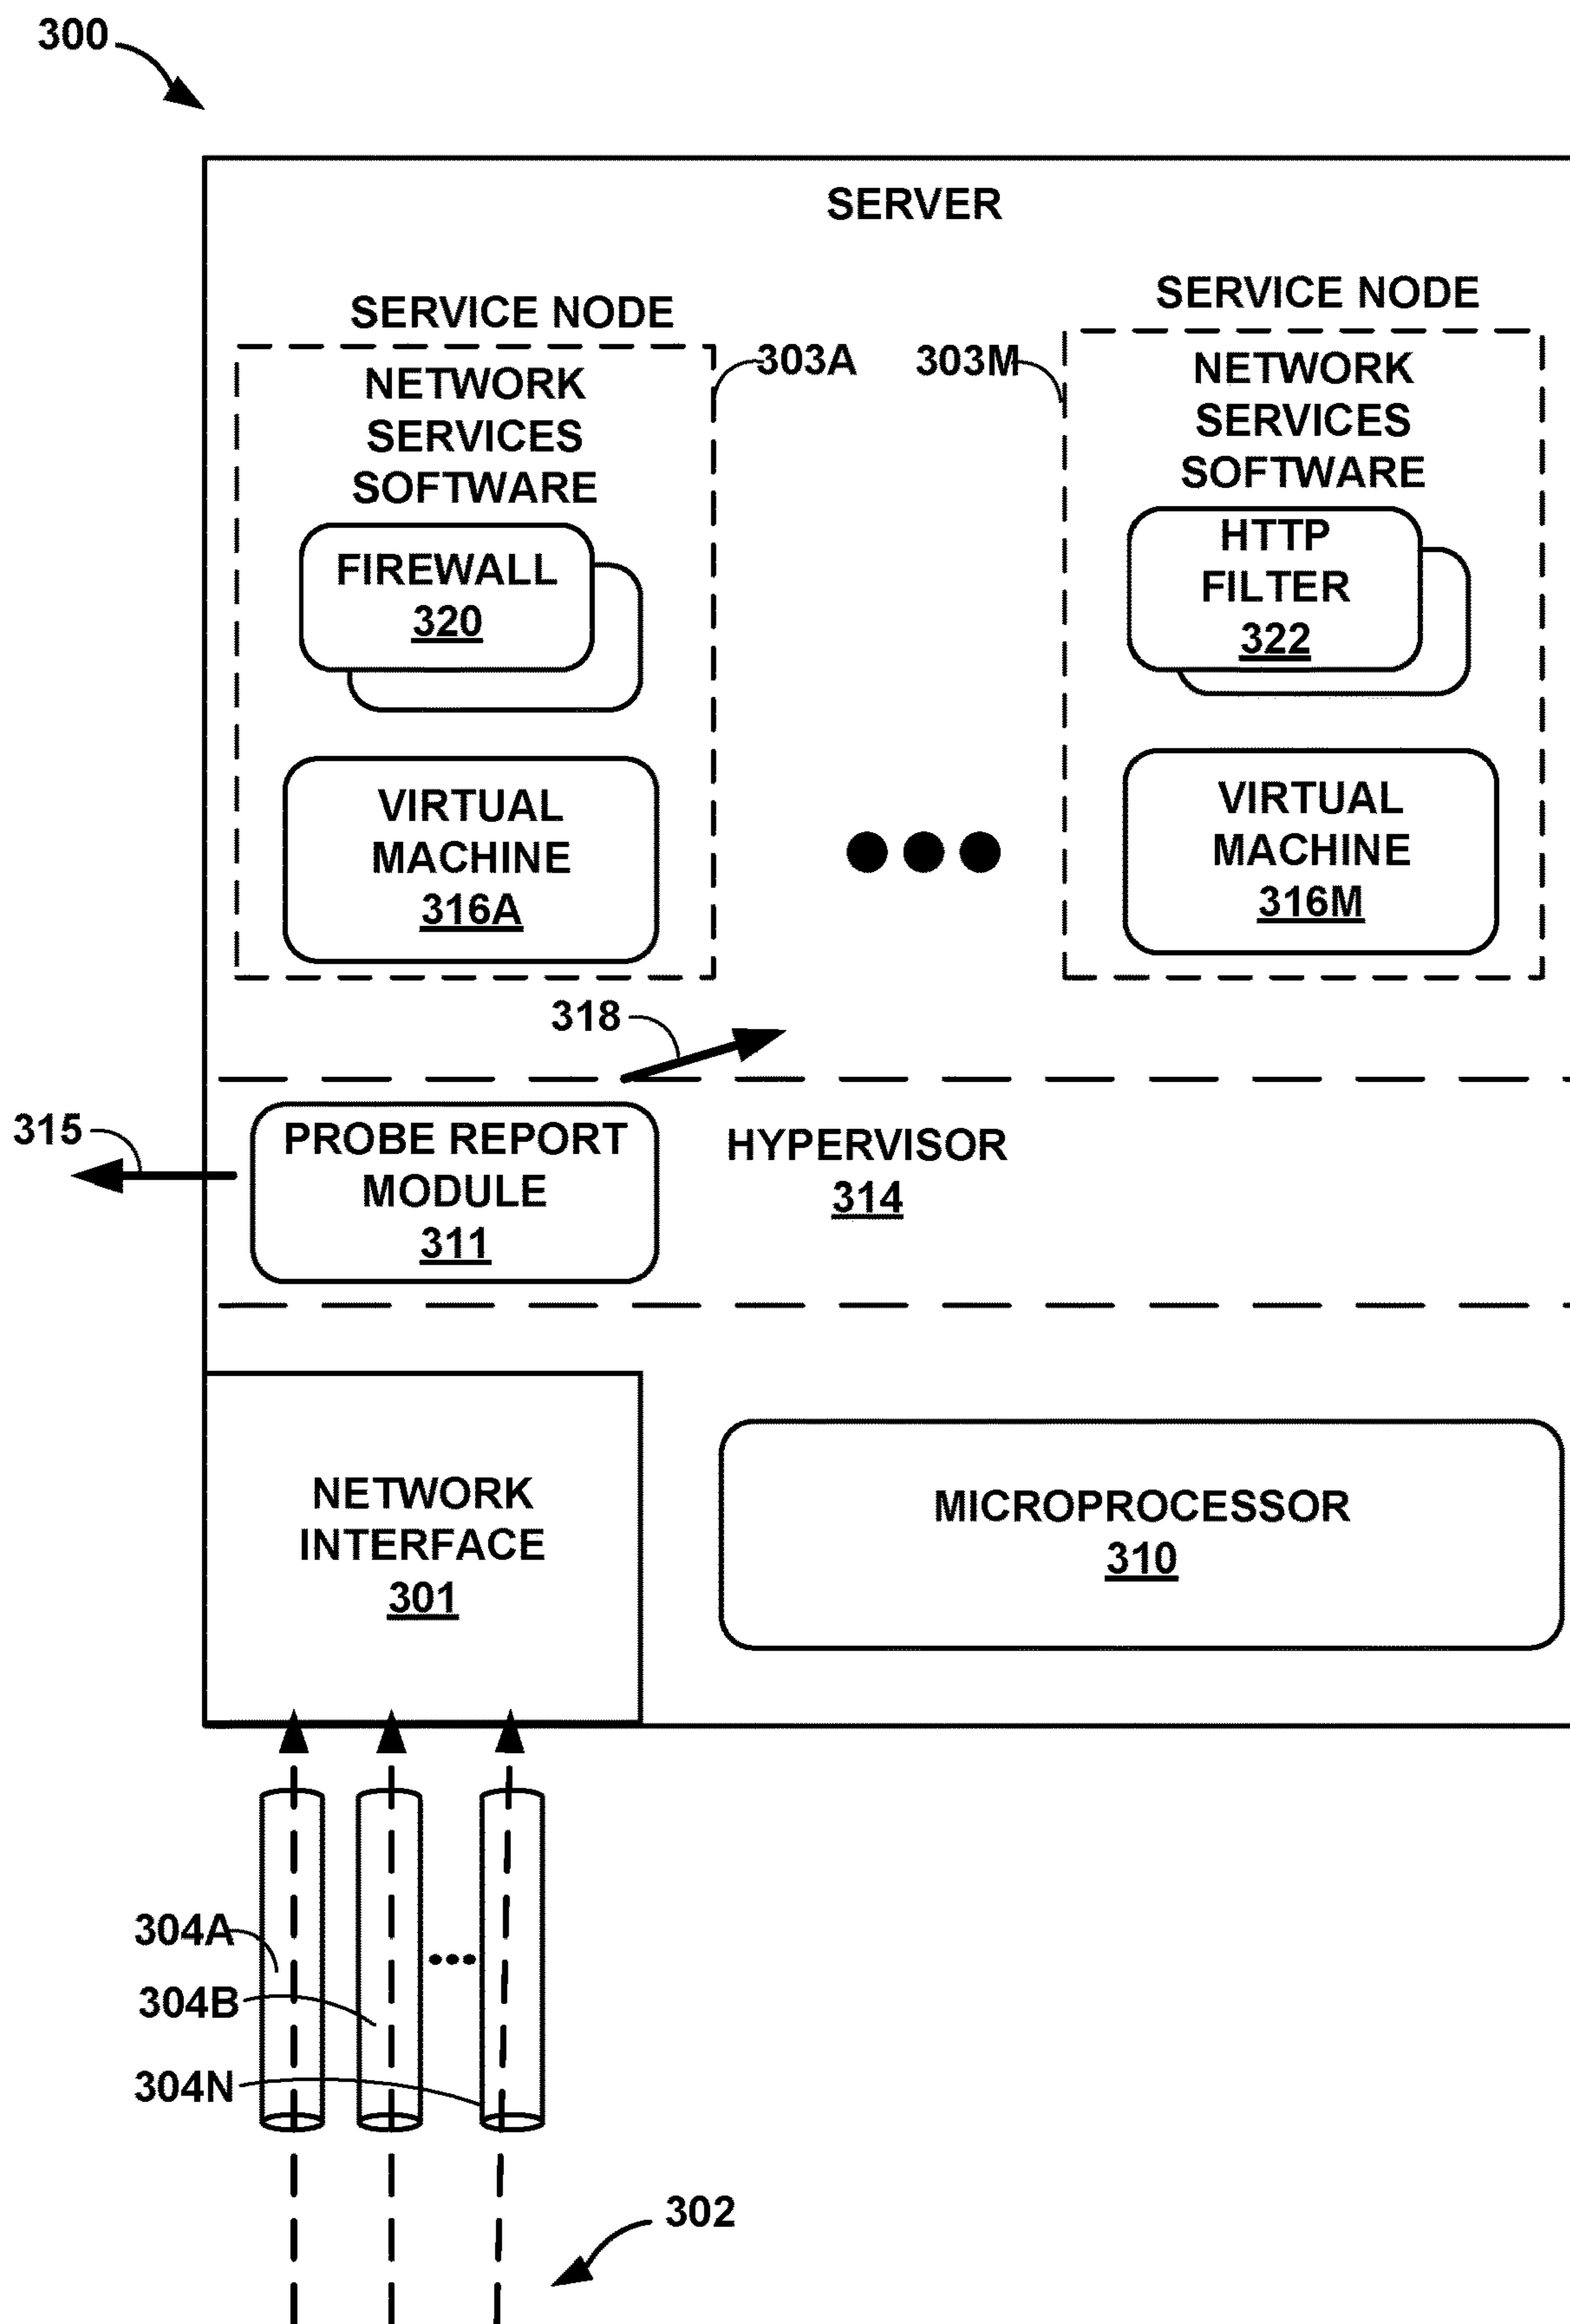 300
SERVER
SERVICE NODE
SERVICE NODE
303A
303M
NETWORK
SERVICES
SOFTWARE
FIREWALL
320
VIRTUAL
MACHINE
316A
NETWORK
SERVICES
SOFTWARE
HTTP
FILTER
322
VIRTUAL
MACHINE
316M
318
315
PROBE REPORT
MODULE
311
HYPERVISOR
314
NETWORK
INTERFACE
301
MICROPROCESSOR
310
304A
304B
304N
302